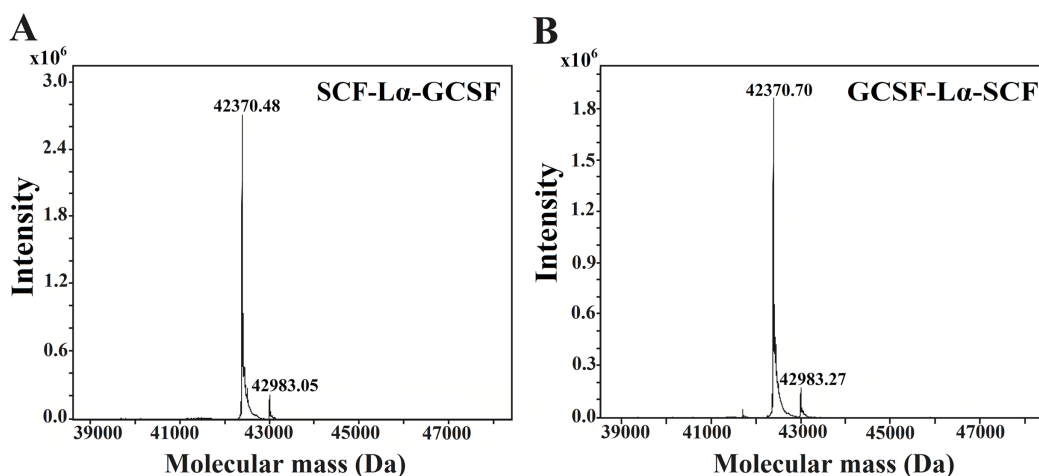 A
x10⁶
SCF-Lα-GCSF
42370.48
42983.05
3.0
2.4
1.8
1.2
0.6
0.0
Intensity
39000 41000 43000 45000 47000
Molecular mass (Da)
B
x10⁶
GCSF-Lα-SCF
42370.70
42983.27
1.8
1.5
1.2
0.9
0.6
0.3
0.0
Intensity
39000 41000 43000 45000 47000
Molecular mass (Da)